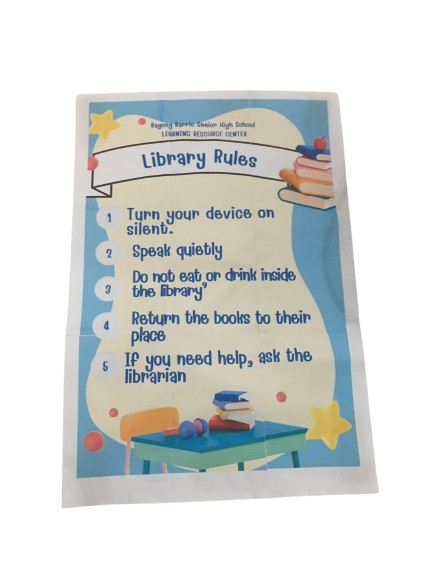 Bagong Barrio Senior High School
LEARNING RESOURCE CENTER
Library Rules
1 Turn your device on
silent.
2 Speak quietly
3 Do not eat or drink inside
the library'
4 Return the books to their
place
5 If you need help, ask the
librarian